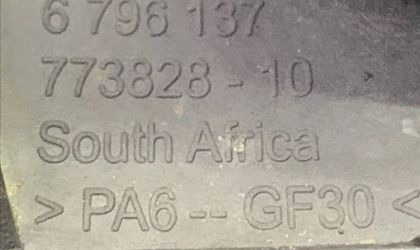 6 796 137
773828 - 10
South Africa
> PA6 -- GF30 <